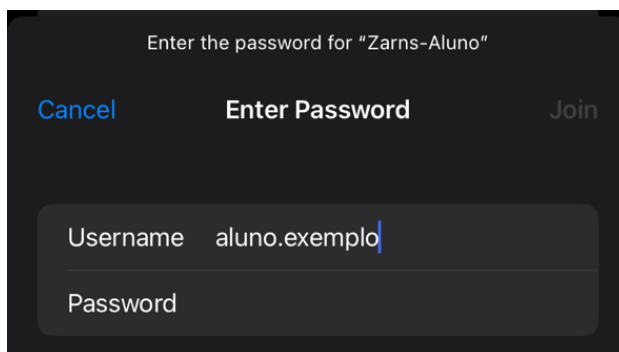 Enter the password for “Zarns-Aluno”
Cancel Enter Password Join
Username aluno.exemplo
Password